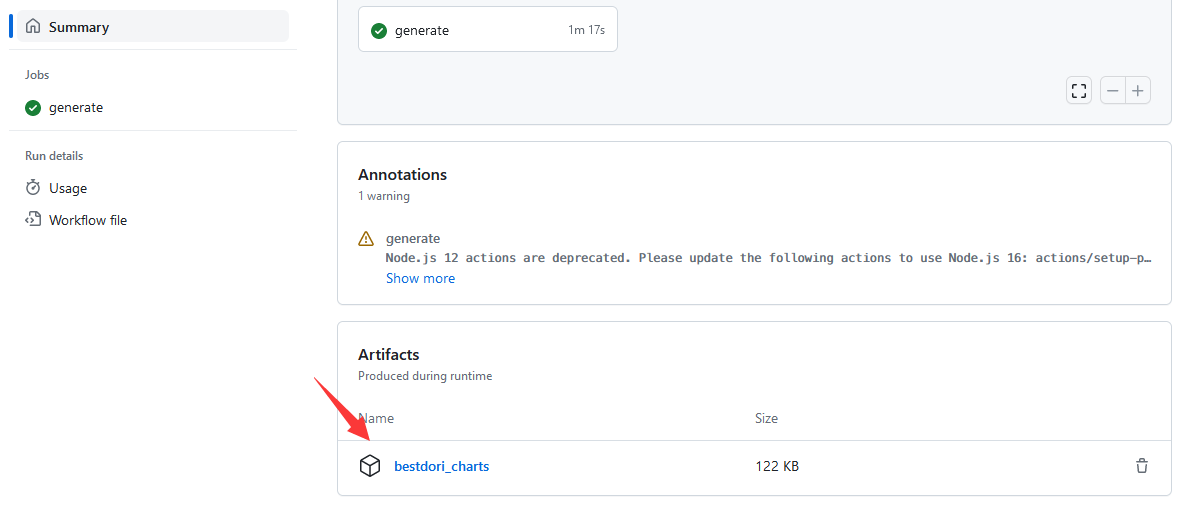 Summary
Jobs
generate
Run details
Usage
Workflow file
generate 1m 17s
Annotations
1 warning
generate
Node.js 12 actions are deprecated. Please update the following actions to use Node.js 16: actions/setup-p…
Show more
Artifacts
Produced during runtime
Name Size
bestdori_charts 122 KB